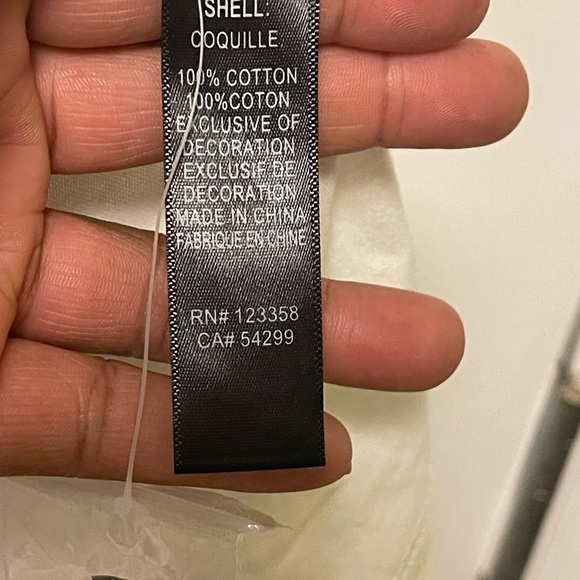 SHELL:
COQUILLE
100% COTTON
100%COTON
EXCLUSIVE OF
DECORATION
EXCLUSIF DE
DECORATION
MADE IN CHINA
FABRIQUE EN CHINE
RN# 123358
CA# 54299